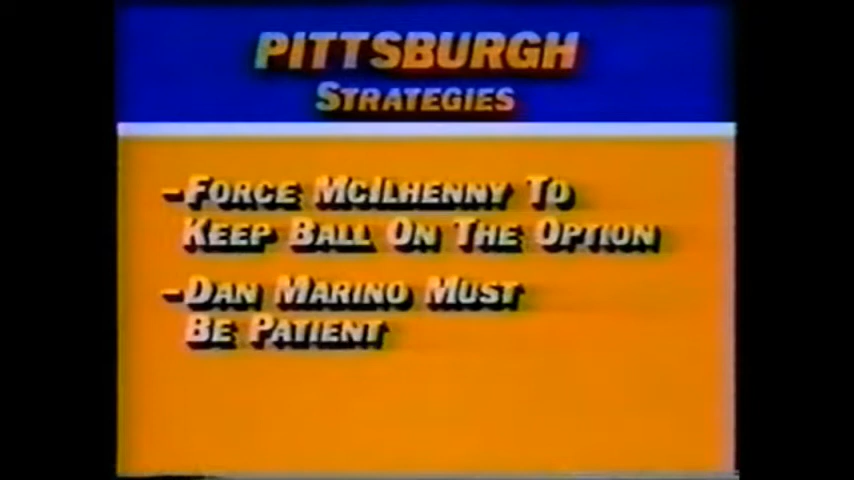 PITTSBURGH
STRATEGIES
-FORCE MCILHENNY TO
KEEP BALL ON THE OPTION
-DAN MARINO MUST
BE PATIENT